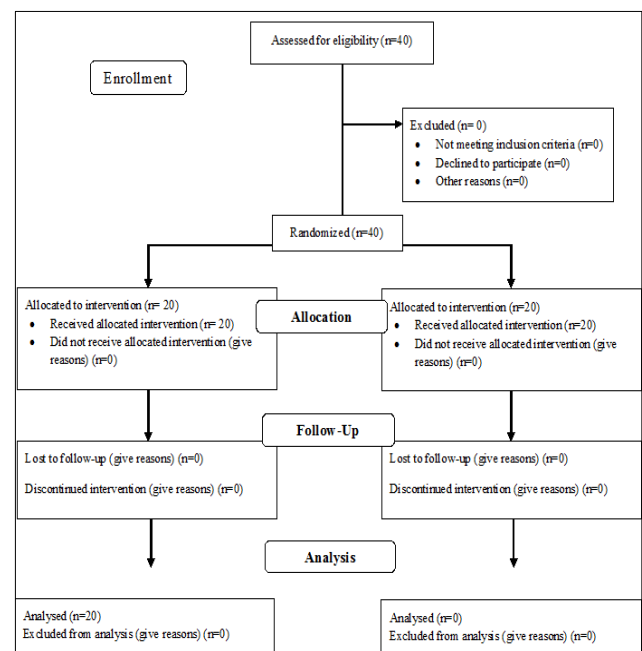 Assessed for eligibility (n=40)
Enrollment
Excluded (n= 0)
• Not meeting inclusion criteria (n=0)
• Declined to participate (n=0)
• Other reasons (n=0)
Randomized (n=40)
Allocated to intervention (n= 20)
• Received allocated intervention (n= 20)
• Did not receive allocated intervention (give
reasons) (n=0)
Allocation
Allocated to intervention (n=20)
• Received allocated intervention (n=20)
• Did not receive allocated intervention (give
reasons) (n=0)
Follow-Up
Lost to follow-up (give reasons) (n=0)
Discontinued intervention (give reasons) (n=0)
Lost to follow-up (give reasons) (n=0)
Discontinued intervention (give reasons) (n=0)
Analysis
Analysed (n=20)
Excluded from analysis (give reasons) (n=0)
Analysed (n=0)
Excluded from analysis (give reasons) (n=0)